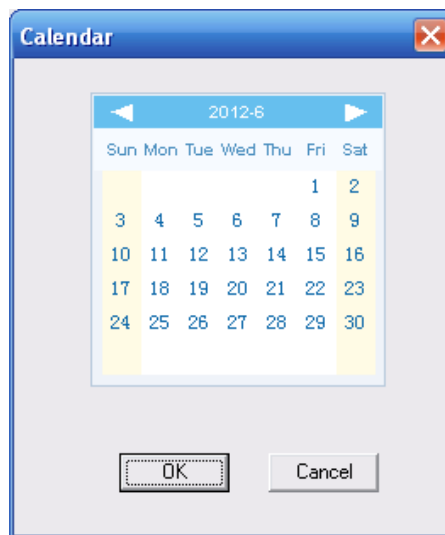 Calendar
2012-6
Sun Mon Tue Wed Thu Fri Sat
1 2
3 4 5 6 7 8 9
10 11 12 13 14 15 16
17 18 19 20 21 22 23
24 25 26 27 28 29 30
OK Cancel